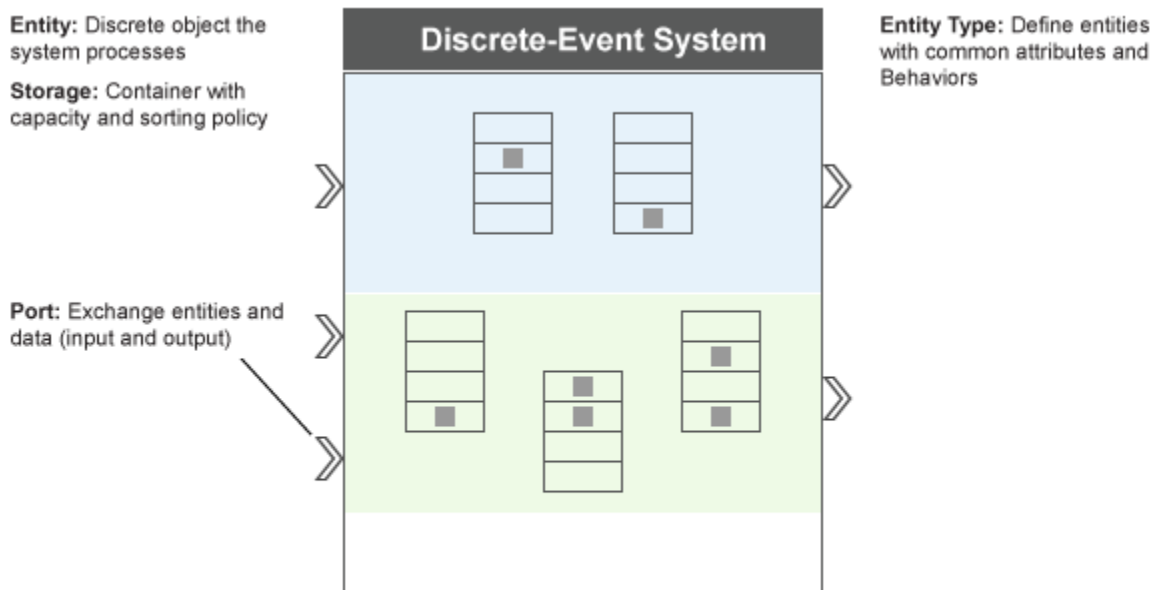 Entity: Discrete object the
system processes
Storage: Container with
capacity and sorting policy
Port: Exchange entities and
data (input and output)
Discrete-Event System
Entity Type: Define entities
with common attributes and
Behaviors